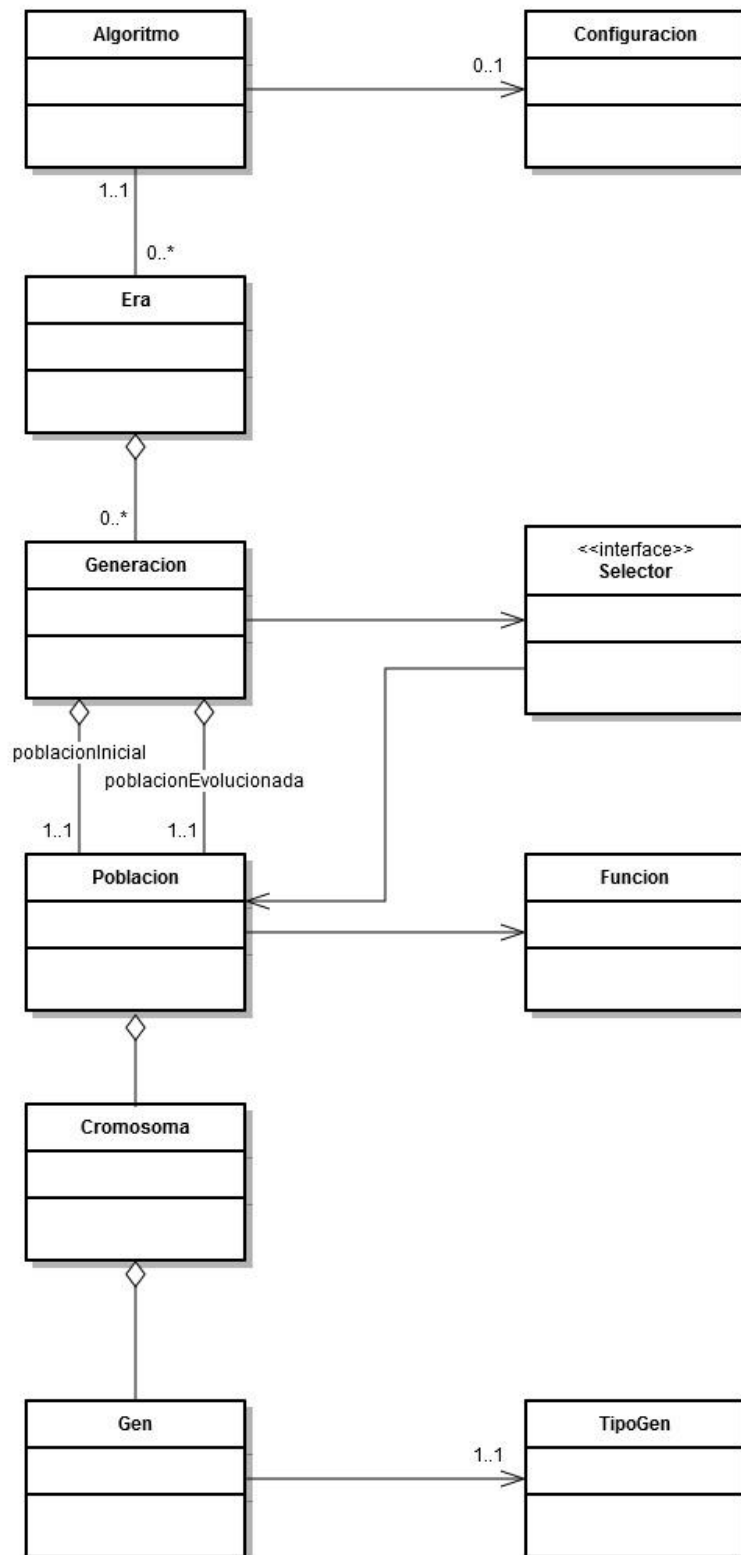 Algoritmo
Configuracion
0..1
1..1
0..*
Era
0..*
Generacion
<<interface>>
Selector
poblacionInicial
poblacionEvolucionada
1..1
1..1
Poblacion
Funcion
Cromosoma
Gen
TipoGen
1..1